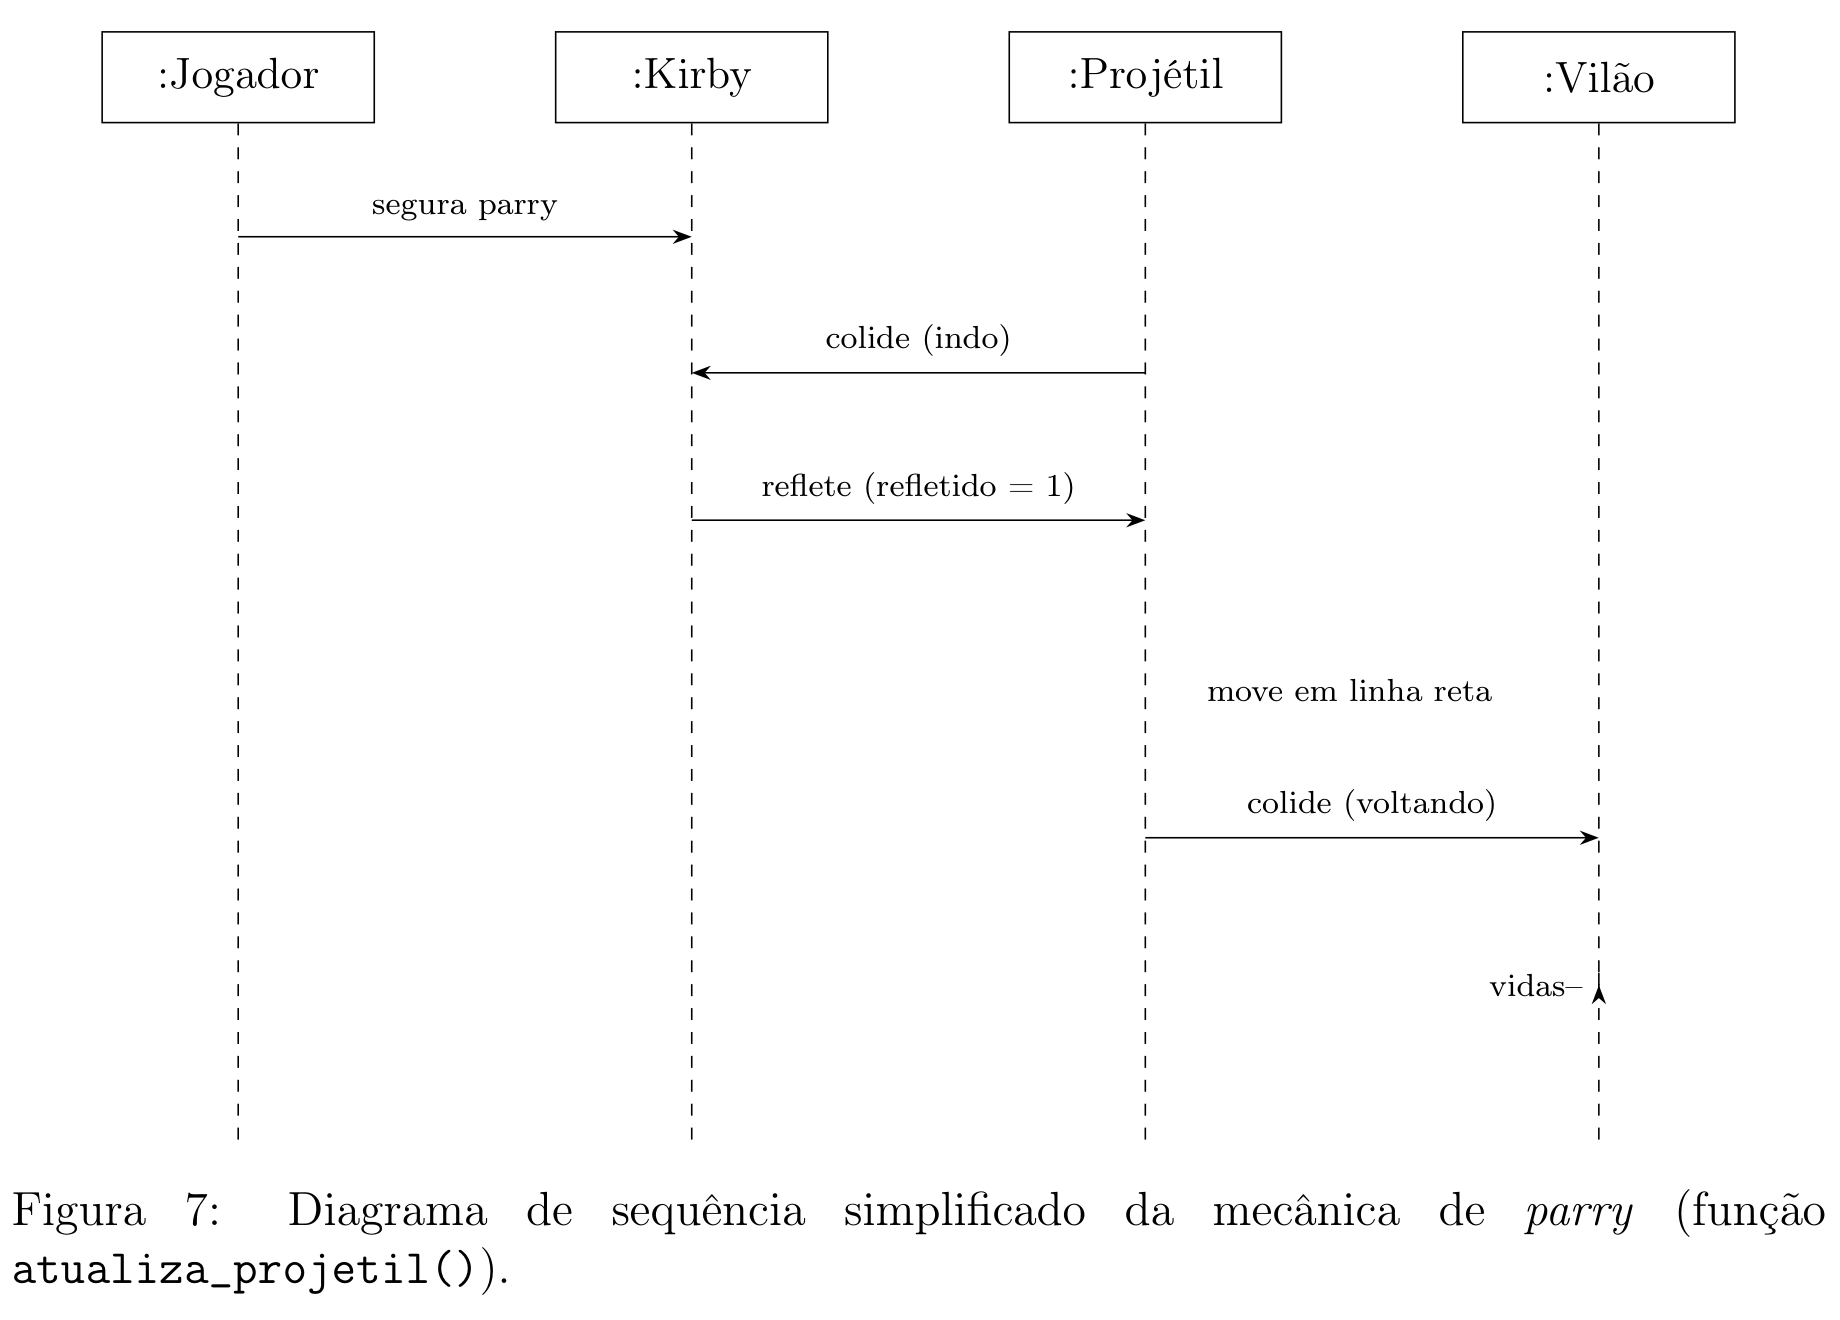 :Jogador
:Kirby
:Projétil
:Vilão
segura parry
colide (indo)
reflete (refletido = 1)
move em linha reta
colide (voltando)
vidas–
Figura 7: Diagrama de sequência simplificado da mecânica de parry (função
atualiza_projetil()).